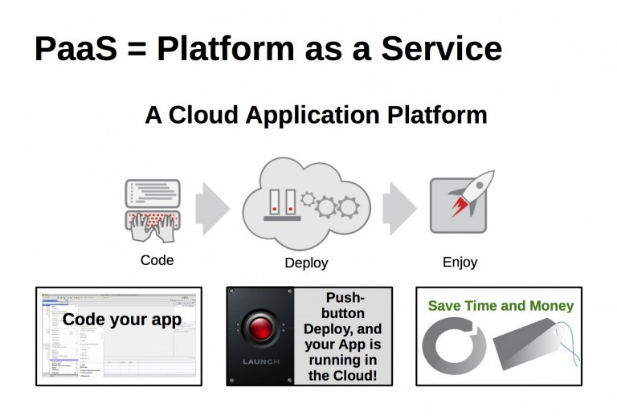 PaaS = Platform as a Service
A Cloud Application Platform
Code
Deploy
Enjoy
Code your app
LAUNCH
Push-
button
Deploy, and
your App is
running in
the Cloud!
Save Time and Money